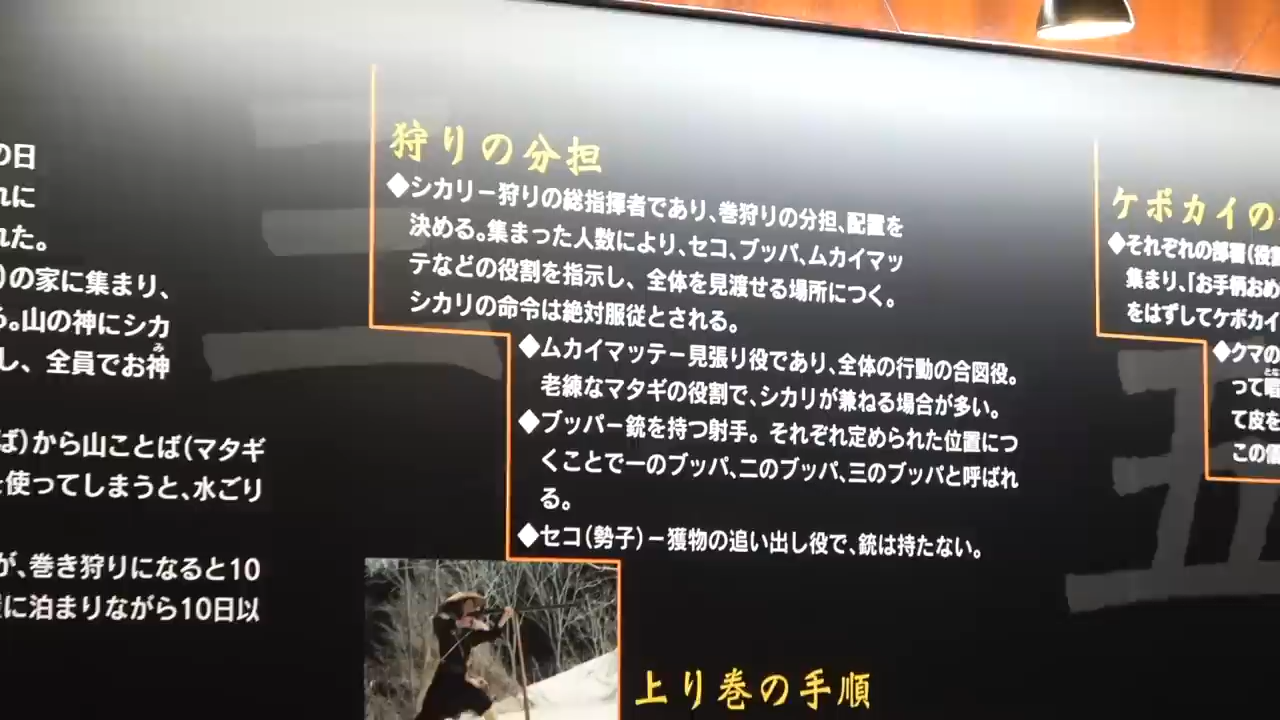 の日
れに
れた。
)の家に集まり、
る。山の神にシカ
し、全員でお神
み
ば)から山ことば(マタギ
を使ってしまうと、水ごり
が、巻き狩りになると10
に泊まりながら10日以
狩りの分担
◆シカリー狩りの総指揮者であり、巻狩りの分担、配置を
決める。集まった人数により、セコ、ブッパ、ムカイマッ
テなどの役割を指示し、全体を見渡せる場所につく。
シカリの命令は絶対服従とされる。
◆ムカイマッテー見張り役であり、全体の行動の合図役。
老練なマタギの役割で、シカリが兼ねる場合が多い。
◆ブッパー銃を持つ射手。それぞれ定められた位置につ
くことで一のブッパ、二のブッパ、三のブッパと呼ばれ
る。
◆セコ(勢子)ー獲物の追い出し役で、銃は持たない。
上り巻の手順
ケボカイの
◆それぞれの部署(役
集まり、「お手柄おめ
をはずしてケボカイ
◆クマの
とな
って
て皮を
この
三
五